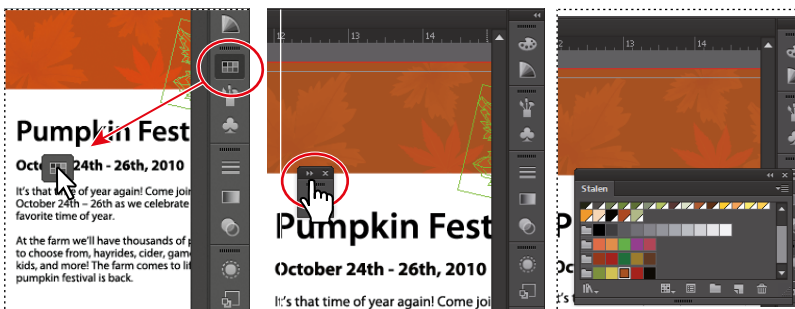 Pumpkin Fest
October 24th - 26th, 2010
It's that time of year again! Come join
October 24th – 26th as we celebrate
favorite time of year.
At the farm we'll have thousands of
to choose from, hayrides, cider, game
kids, and more! The farm comes to
pumpkin festival is back.
12 13 14
Pumpkin Fest
October 24th - 26th, 2010
It's that time of year again! Come joi
13 14
Stalen